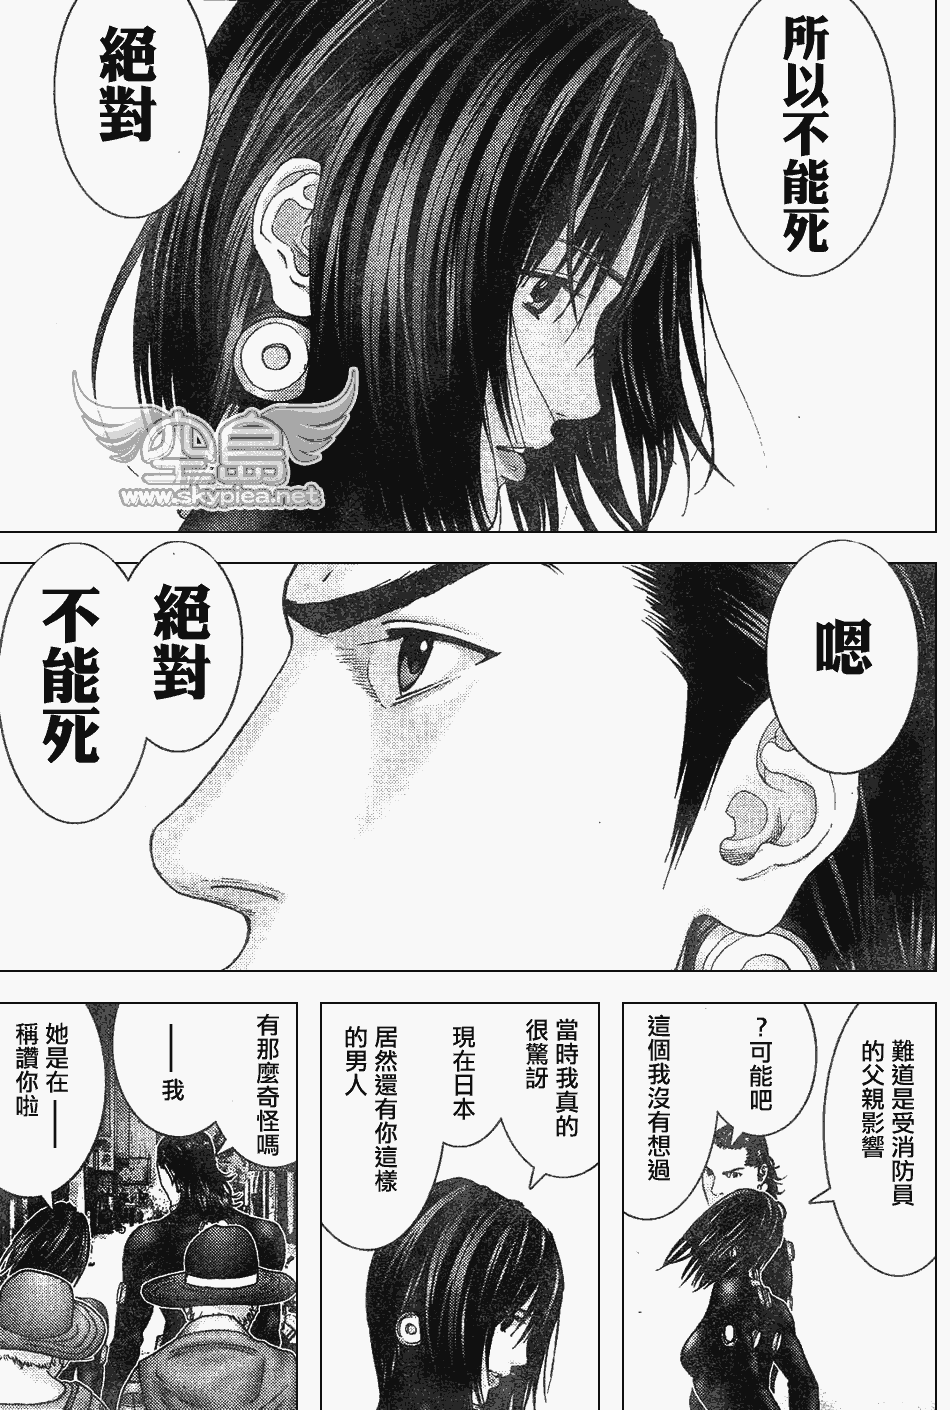 所以不能死
絕對
空島
www.skypiea.net
嗯
絕對
不能死
難道是受消防員
的父親影響
？可能吧
這個我沒有想過
當時我真的
很驚訝
現在日本
居然還有你這樣
的男人
有那麼奇怪嗎
——我
她是在——
稱讚你啦